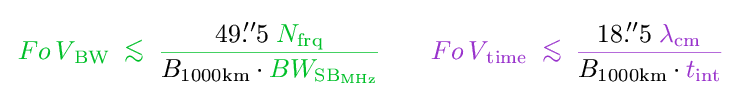 FoV_BW ≲ 49.″5 N_frq / B_1000km · BW_SB_MHz    FoV_time ≲ 18.″5 λ_cm / B_1000km · t_int